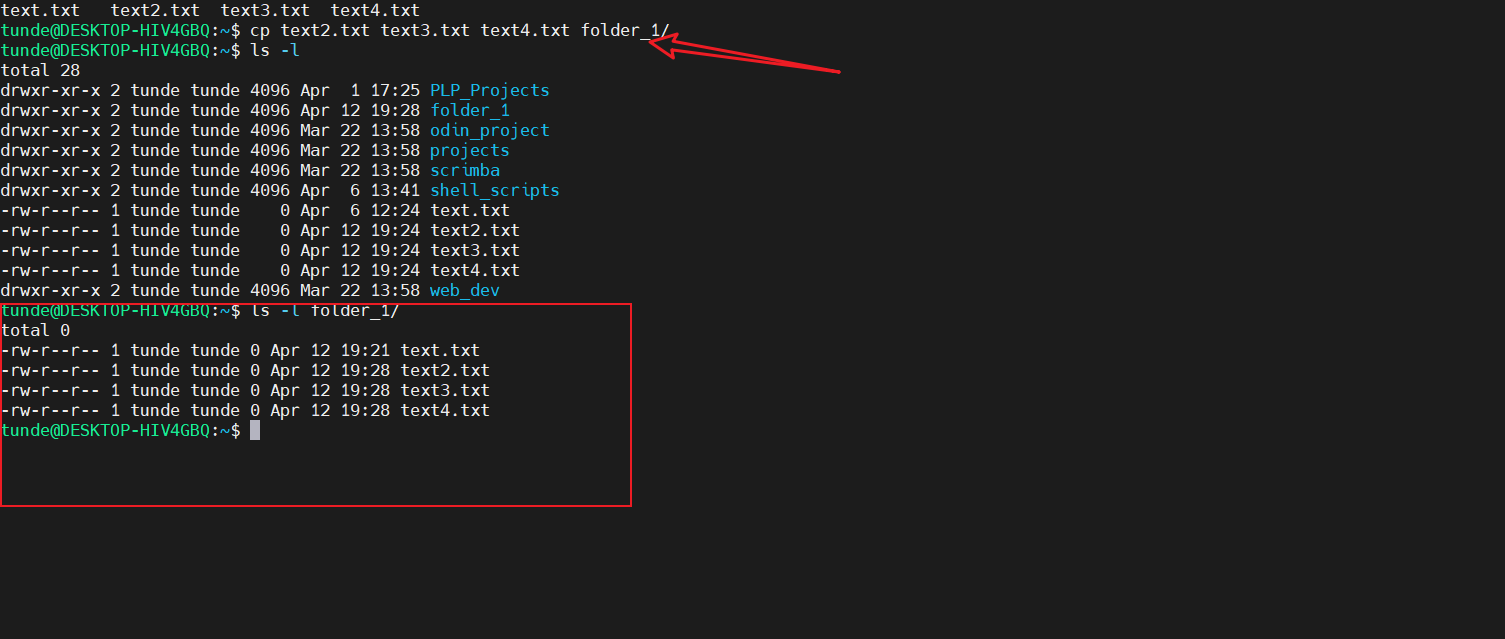 text.txt   text2.txt  text3.txt  text4.txt
tunde@DESKTOP-HIV4GBQ:~$ cp text2.txt text3.txt text4.txt folder_1/
tunde@DESKTOP-HIV4GBQ:~$ ls -l
total 28
drwxr-xr-x 2 tunde tunde 4096 Apr  1 17:25 PLP_Projects
drwxr-xr-x 2 tunde tunde 4096 Apr 12 19:28 folder_1
drwxr-xr-x 2 tunde tunde 4096 Mar 22 13:58 odin_project
drwxr-xr-x 2 tunde tunde 4096 Mar 22 13:58 projects
drwxr-xr-x 2 tunde tunde 4096 Mar 22 13:58 scrimba
drwxr-xr-x 2 tunde tunde 4096 Apr  6 13:41 shell_scripts
-rw-r--r-- 1 tunde tunde    0 Apr  6 12:24 text.txt
-rw-r--r-- 1 tunde tunde    0 Apr 12 19:24 text2.txt
-rw-r--r-- 1 tunde tunde    0 Apr 12 19:24 text3.txt
-rw-r--r-- 1 tunde tunde    0 Apr 12 19:24 text4.txt
drwxr-xr-x 2 tunde tunde 4096 Mar 22 13:58 web_dev
tunde@DESKTOP-HIV4GBQ:~$ ls -l folder_1/
total 0
-rw-r--r-- 1 tunde tunde 0 Apr 12 19:21 text.txt
-rw-r--r-- 1 tunde tunde 0 Apr 12 19:28 text2.txt
-rw-r--r-- 1 tunde tunde 0 Apr 12 19:28 text3.txt
-rw-r--r-- 1 tunde tunde 0 Apr 12 19:28 text4.txt
tunde@DESKTOP-HIV4GBQ:~$